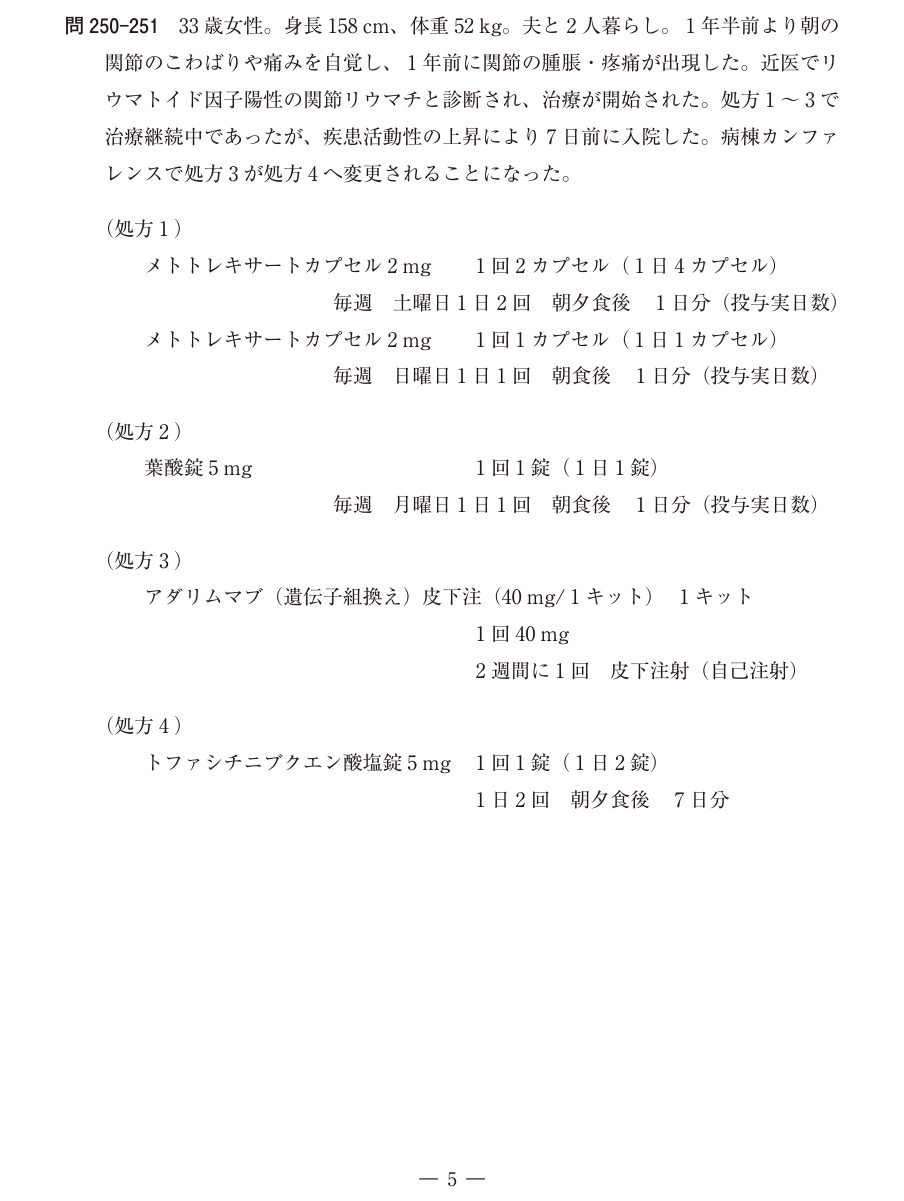 問 250-251　33 歳女性。身長 158 cm、体重 52 kg。夫と 2 人暮らし。1 年半前より朝の
関節のこわばりや痛みを自覚し、1 年前に関節の腫脹・疼痛が出現した。近医でリ
ウマトイド因子陽性の関節リウマチと診断され、治療が開始された。処方 1 ～ 3 で
治療継続中であったが、疾患活動性の上昇により 7 日前に入院した。病棟カンファ
レンスで処方 3 が処方 4 へ変更されることになった。
（処方 1 ）
メトトレキサートカプセル 2 mg　　1 回 2 カプセル（ 1 日 4 カプセル）
毎週　土曜日 1 日 2 回　朝夕食後　1 日分（投与実日数）
メトトレキサートカプセル 2 mg　　1 回 1 カプセル（ 1 日 1 カプセル）
毎週　日曜日 1 日 1 回　朝食後　1 日分（投与実日数）
（処方 2 ）
葉酸錠 5 mg　　1 回 1 錠（ 1 日 1 錠）
毎週　月曜日 1 日 1 回　朝食後　1 日分（投与実日数）
（処方 3 ）
アダリムマブ（遺伝子組換え）皮下注（40 mg/ 1 キット）　1 キット
1 回 40 mg
2 週間に 1 回　皮下注射（自己注射）
（処方 4 ）
トファシチニブクエン酸塩錠 5 mg　1 回 1 錠（ 1 日 2 錠）
1 日 2 回　朝夕食後　7 日分
― 5 ―